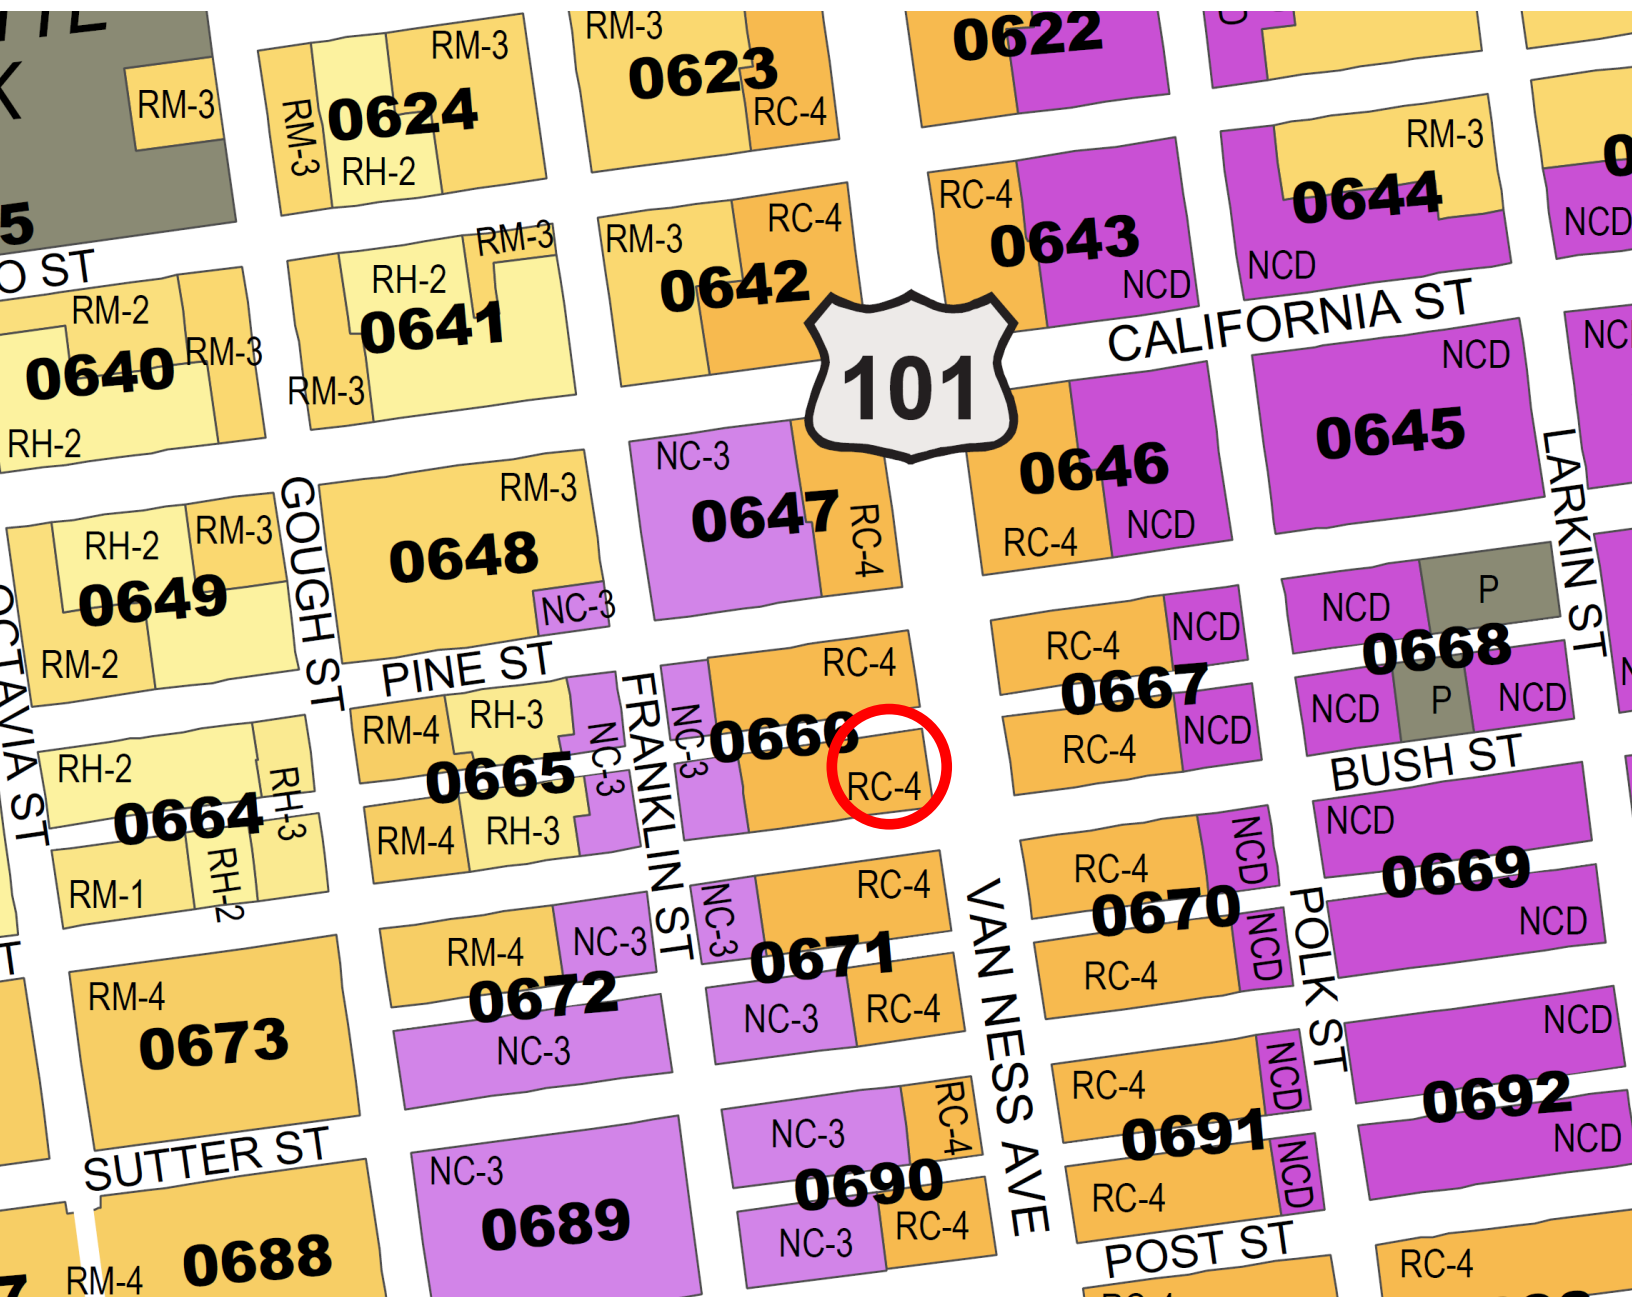 RM-3
RM-3
RM-3
0624
RH-2
RM-3
0623
RC-4
0622
RM-3
0644
NCD
NCD
5
O ST
RM-2
RM-3
0640
RH-2
RH-2
RM-3
0641
RM-3
RM-3
RC-4
0642
RC-4
0643
NCD
101
CALIFORNIA ST
NCD
0645
LARKIN ST
GOUGH ST
RH-2
RM-3
0649
RM-2
RM-3
0648
NC-3
NC-3
0647
RC-4
0646
RC-4
NCD
NCD
P
0668
NCD
P
NCD
OCTAVIA ST
PINE ST
FRANKLIN ST
RC-4
NC-3
0666
RC-4
RC-4
NCD
0667
RC-4
NCD
BUSH ST
RM-4
RH-3
NC-3
0665
NC-3
RM-4
RH-3
RH-2
RH-3
0664
RM-1
RH-2
NCD
0669
NCD
RC-4
NCD
0670
NCD
RC-4
POLK ST
VAN NESS AVE
NC-3
RC-4
0671
NC-3
RC-4
RM-4
NC-3
0672
NC-3
RM-4
0673
SUTTER ST
NCD
0692
NCD
RC-4
NCD
0691
NCD
RC-4
POST ST
RC-4
NC-3
RC-4
0690
NC-3
RC-4
NC-3
0689
0688
RM-4